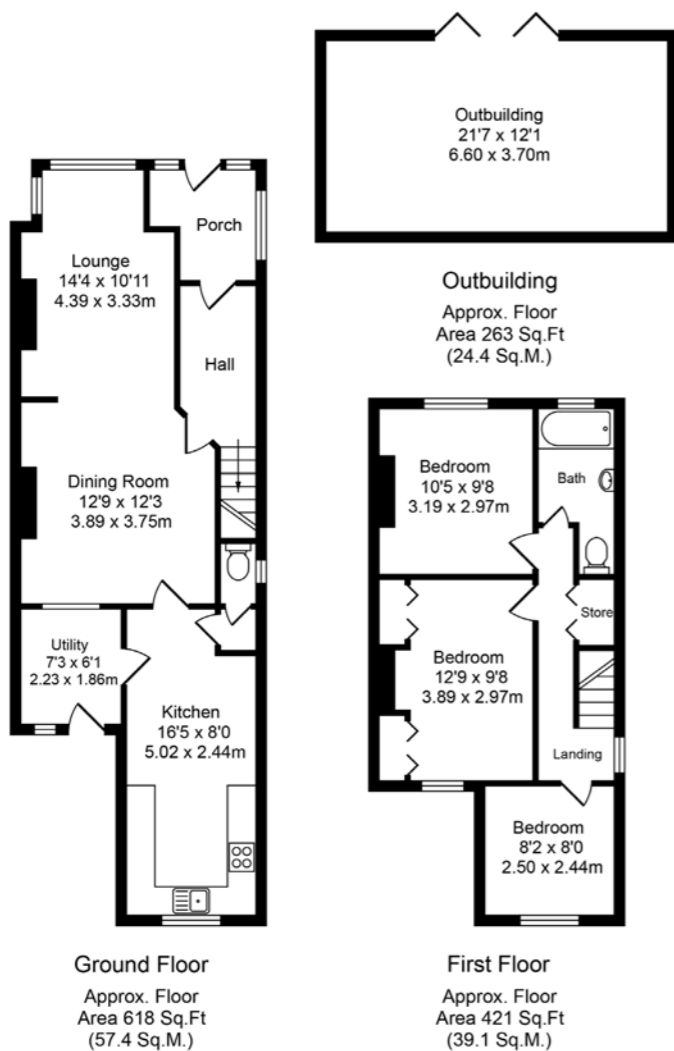 Outbuilding
21'7 x 12'1
6.60 x 3.70m
Outbuilding
Approx. Floor
Area 263 Sq.Ft
(24.4 Sq.M.)
Porch
Lounge
14'4 x 10'11
4.39 x 3.33m
Hall
Dining Room
12'9 x 12'3
3.89 x 3.75m
Utility
7'3 x 6'1
2.23 x 1.86m
Kitchen
16'5 x 8'0
5.02 x 2.44m
Ground Floor
Approx. Floor
Area 618 Sq.Ft
(57.4 Sq.M.)
Bedroom
10'5 x 9'8
3.19 x 2.97m
Bath
Store
Bedroom
12'9 x 9'8
3.89 x 2.97m
Landing
Bedroom
8'2 x 8'0
2.50 x 2.44m
First Floor
Approx. Floor
Area 421 Sq.Ft
(39.1 Sq.M.)